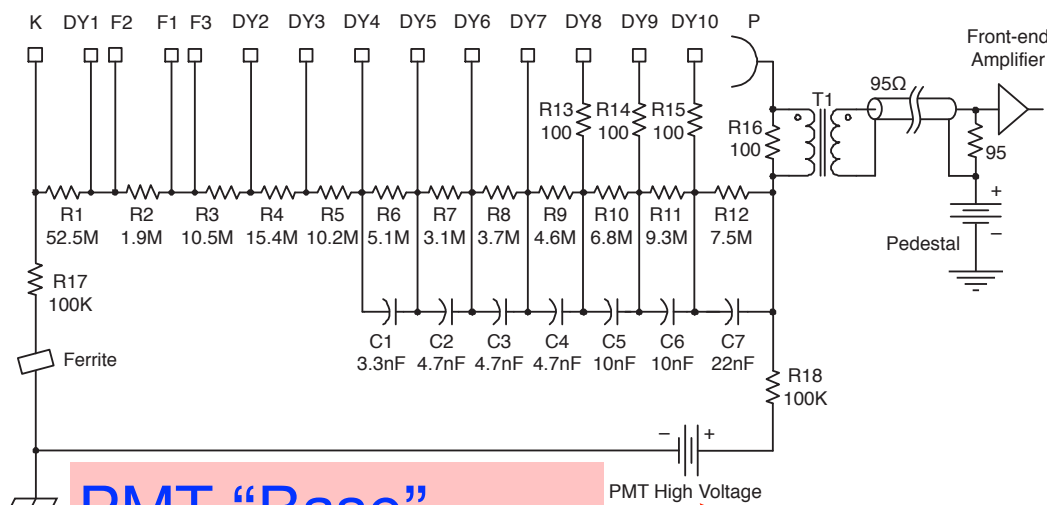 K DY1 F2 F1 F3 DY2 DY3 DY4 DY5 DY6 DY7 DY8 DY9 DY10 P
Front-end
Amplifier
95Ω
T1
R13
100
R14
100
R15
100
R16
100
95
R1 R2 R3 R4 R5 R6 R7 R8 R9 R10 R11 R12
52.5M 1.9M 10.5M 15.4M 10.2M 5.1M 3.1M 3.7M 4.6M 6.8M 9.3M 7.5M
+
Pedestal
–
R17
100K
C1 C2 C3 C4 C5 C6 C7
3.3nF 4.7nF 4.7nF 4.7nF 10nF 10nF 22nF
Ferrite
R18
100K
– +
PMT High Voltage
PMT “Base”